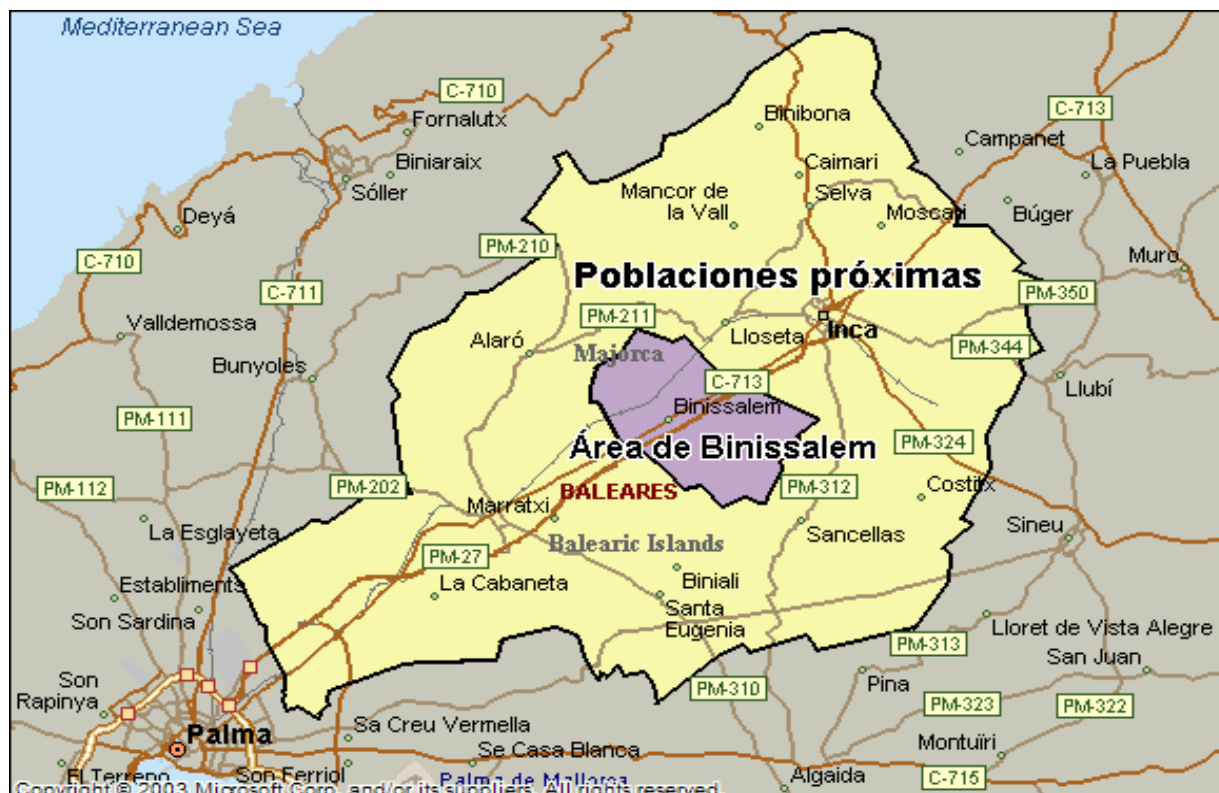 Mediterranean Sea
C-710
Fornalutx
Binibona
C-713
Campanet
Biniaraix
Caimari
La Puebla
Sóller
Mancor de
la Vall
Selva
Deyá
Moscari
Búger
PM-210
Muro
C-710
Poblaciones próximas
C-711
PM-350
Valldemossa
PM-211
Lloseta
Inca
Alaró
Majorca
PM-344
Bunyoles
C-713
Llubí
PM-111
Binissalem
Área de Binissalem
PM-324
PM-112
PM-202
BALEARES
PM-312
Costitx
Marratxi
La Esglayeta
Sancellas
Sineu
Balearic Islands
PM-27
Establiments
La Cabaneta
Biniali
Son Sardina
Santa
Eugenia
Lloret de Vista Alegre
PM-313
San Juan
Son
Rapinya
PM-310
Pina
PM-323
PM-322
Sa Creu Vermella
Palma
Se Casa Blanca
Montuïri
El Terreno
Son Ferriol
Palma de Mallorca
Algaida
C-715
Copyright © 2003 Microsoft Corp. and/or its suppliers. All rights reserved.